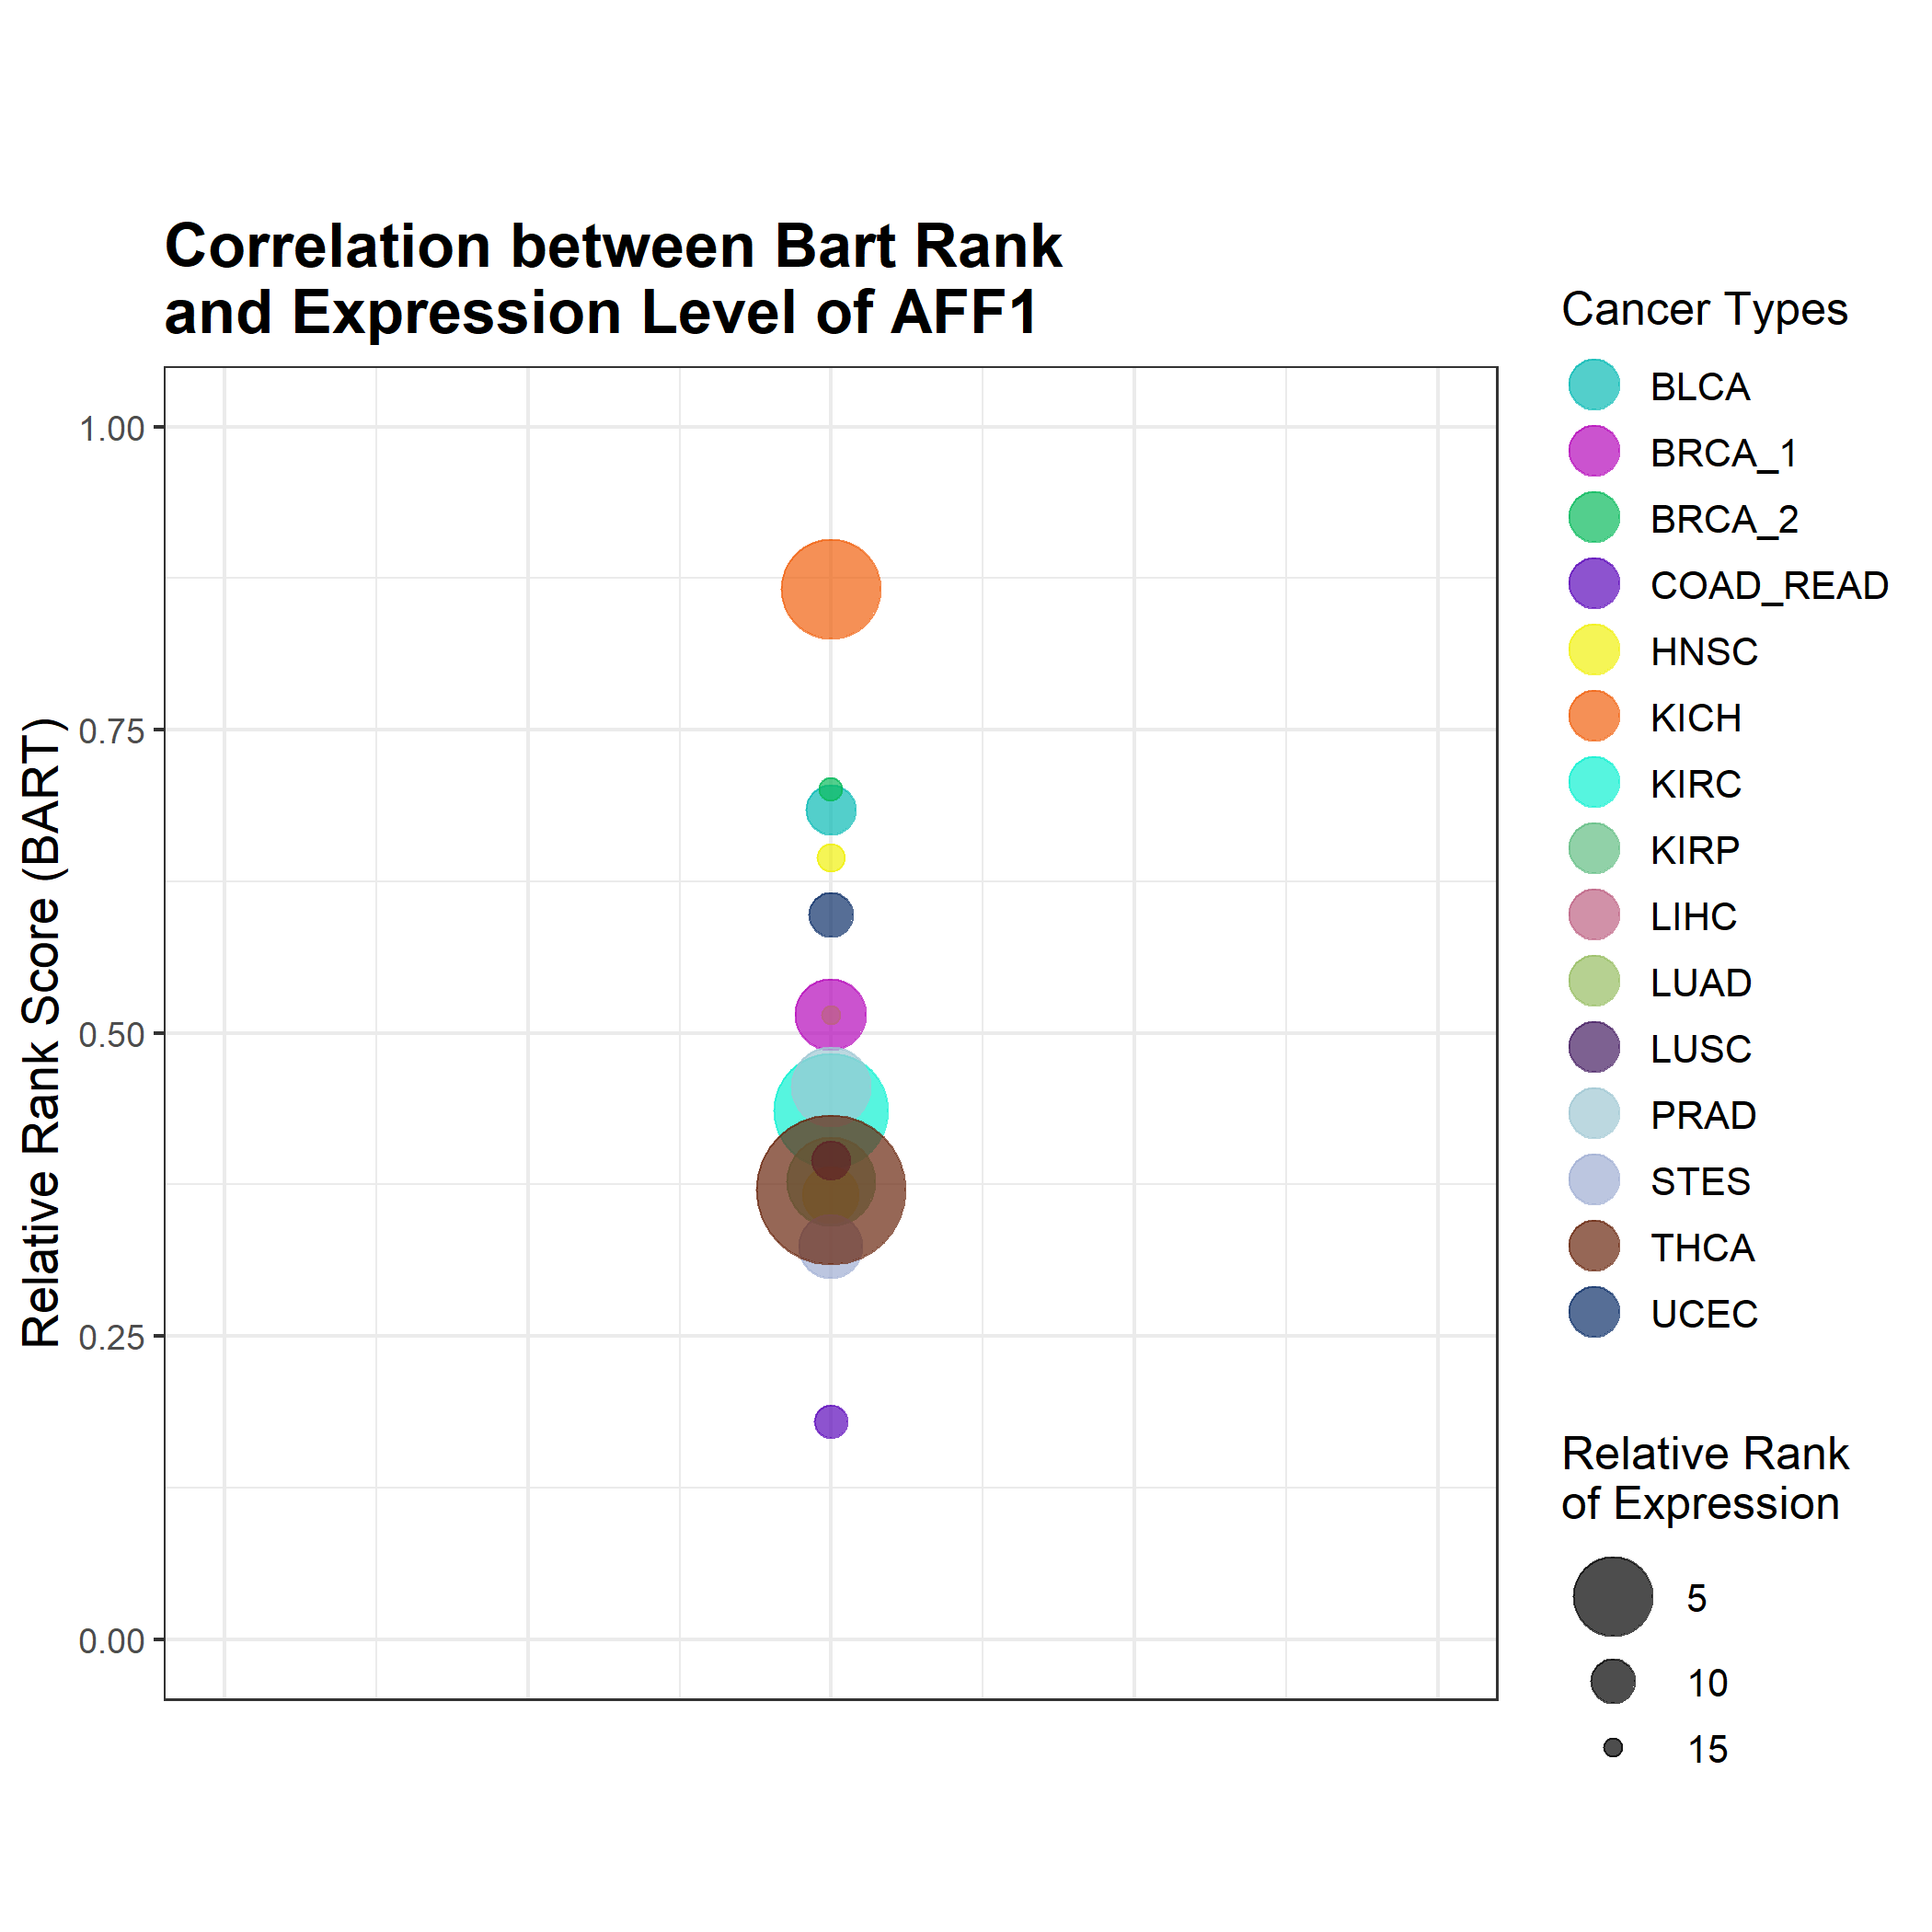 Correlation between Bart Rank
and Expression Level of AFF1
Relative Rank Score (BART)
1.00
0.75
0.50
0.25
0.00
Cancer Types
BLCA
BRCA_1
BRCA_2
COAD_READ
HNSC
KICH
KIRC
KIRP
LIHC
LUAD
LUSC
PRAD
STES
THCA
UCEC
Relative Rank
of Expression
5
10
15